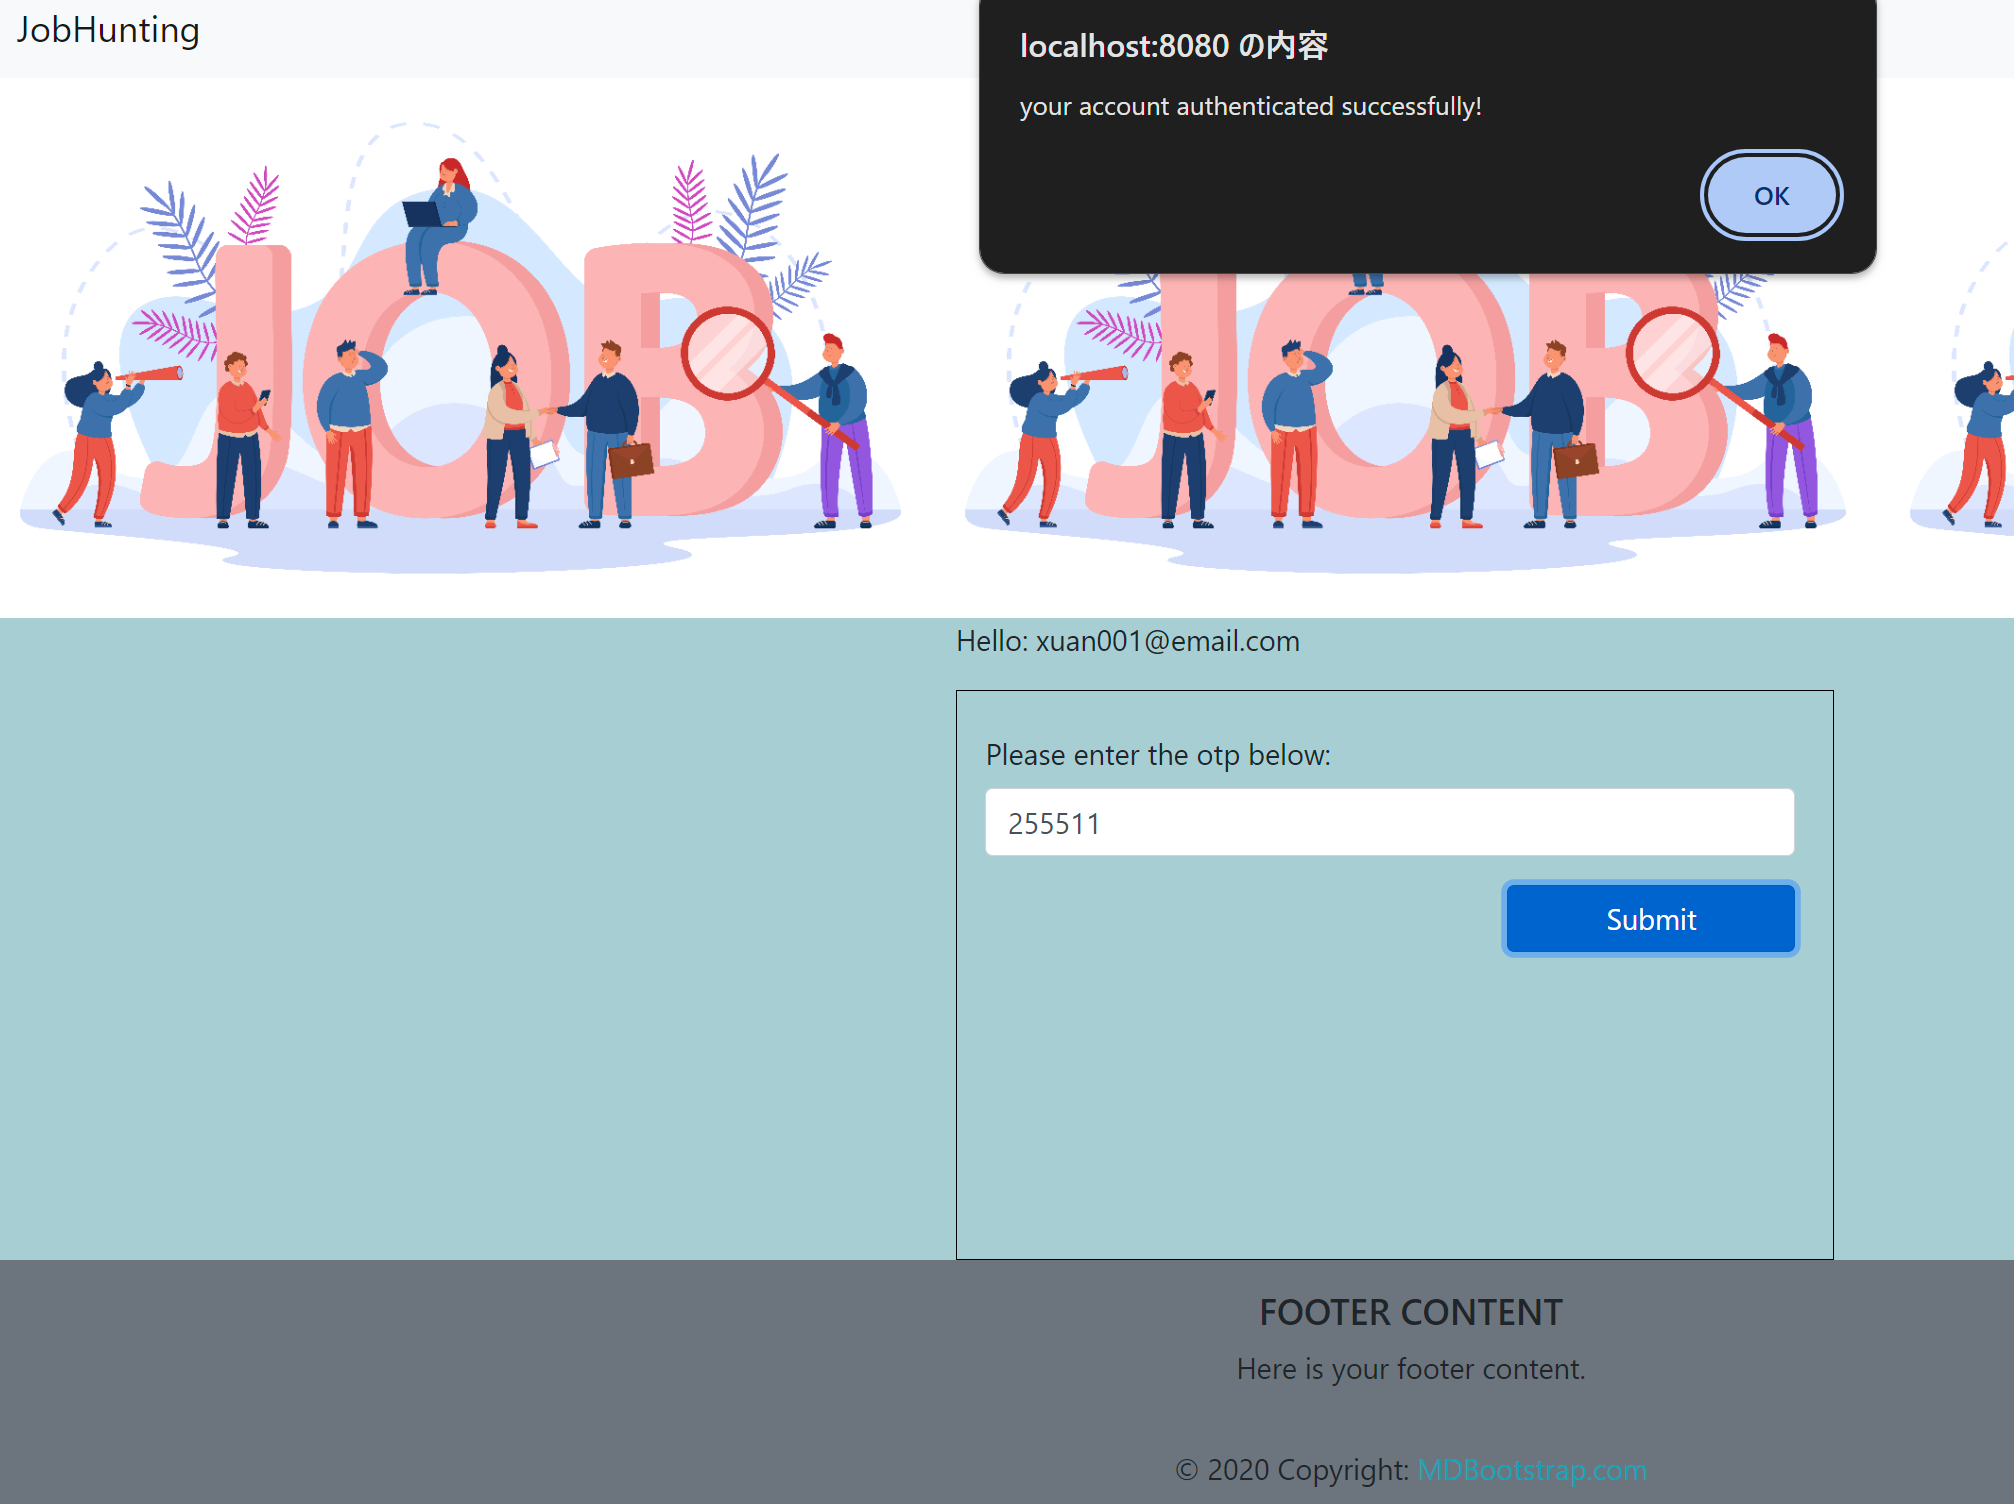 JobHunting
localhost:8080 の内容
your account authenticated successfully!
OK
JOB
JOB
Hello: xuan001@email.com
Please enter the otp below:
255511
Submit
FOOTER CONTENT
Here is your footer content.
© 2020 Copyright: MDBootstrap.com